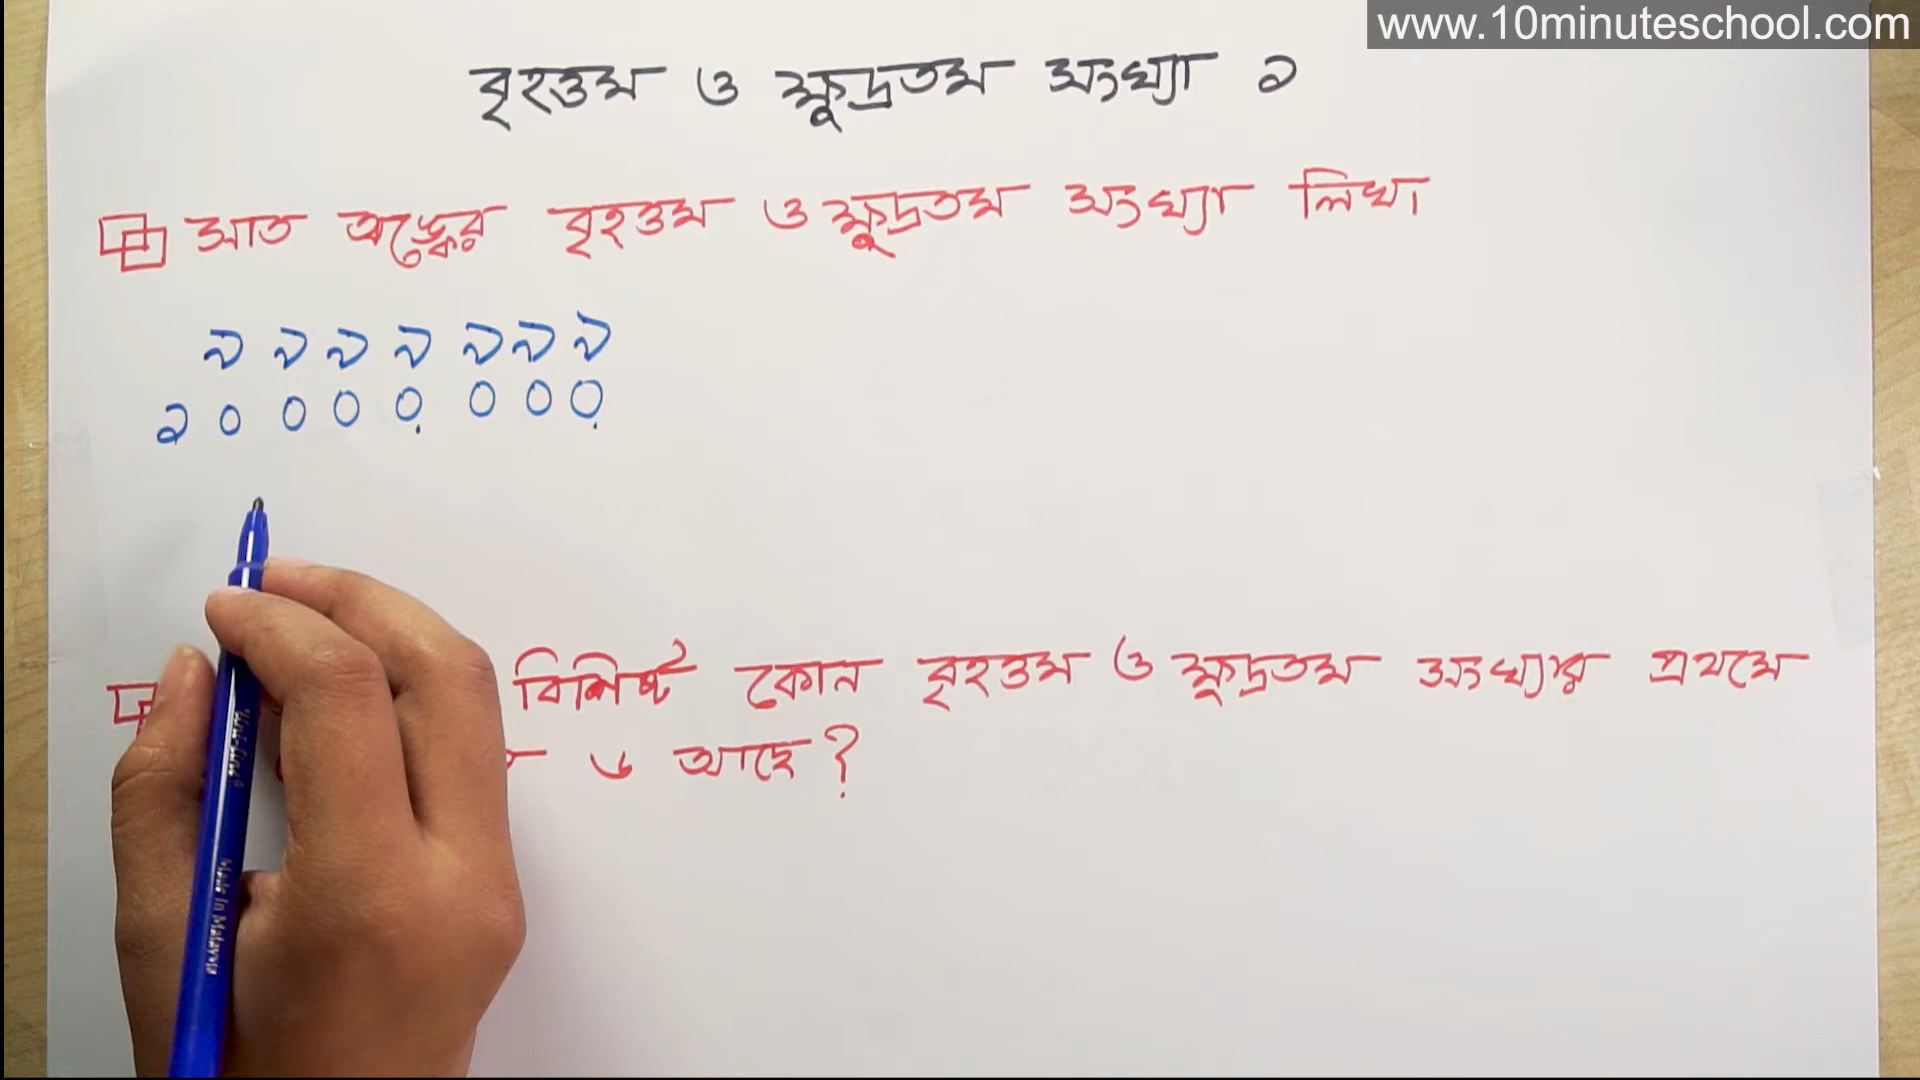 www.10minuteschool.com
বৃহত্তম ও ক্ষুদ্রতম সংখ্যা ১
সাত অঙ্কের বৃহত্তম ও ক্ষুদ্রতম সংখ্যা লিখ।
৯ ৯ ৯ ৯ ৯ ৯ ৯
১ ০ ০ ০ ০ ০ ০ ০
বিশিষ্ট কোন বৃহত্তম ও ক্ষুদ্রতম সংখ্যার প্রথমে
৬ আছে?